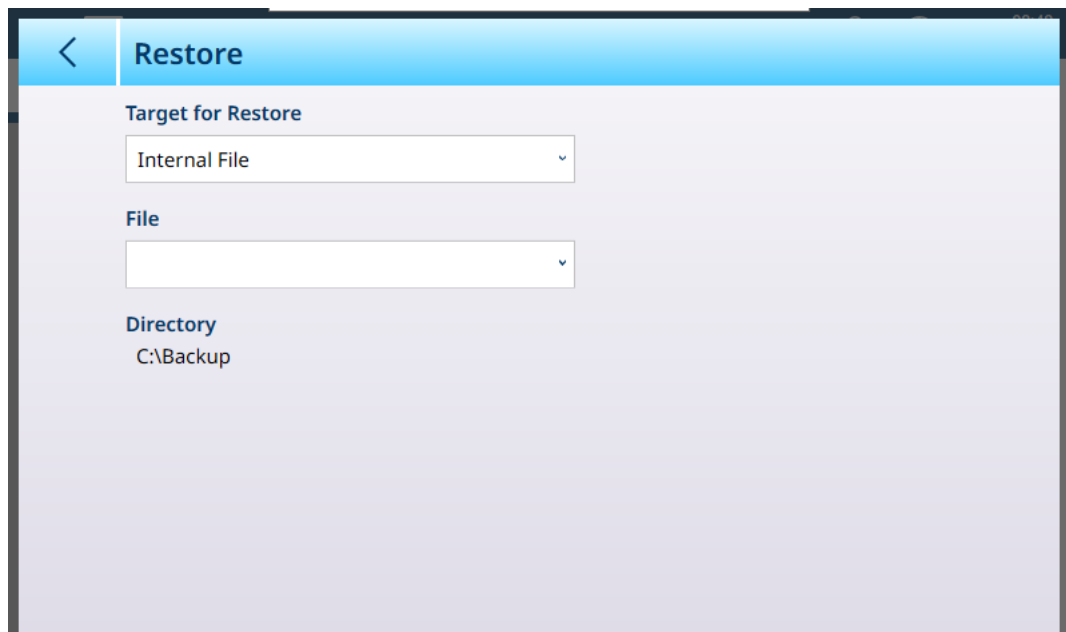 Restore
Target for Restore
Internal File
File
Directory
C:\Backup